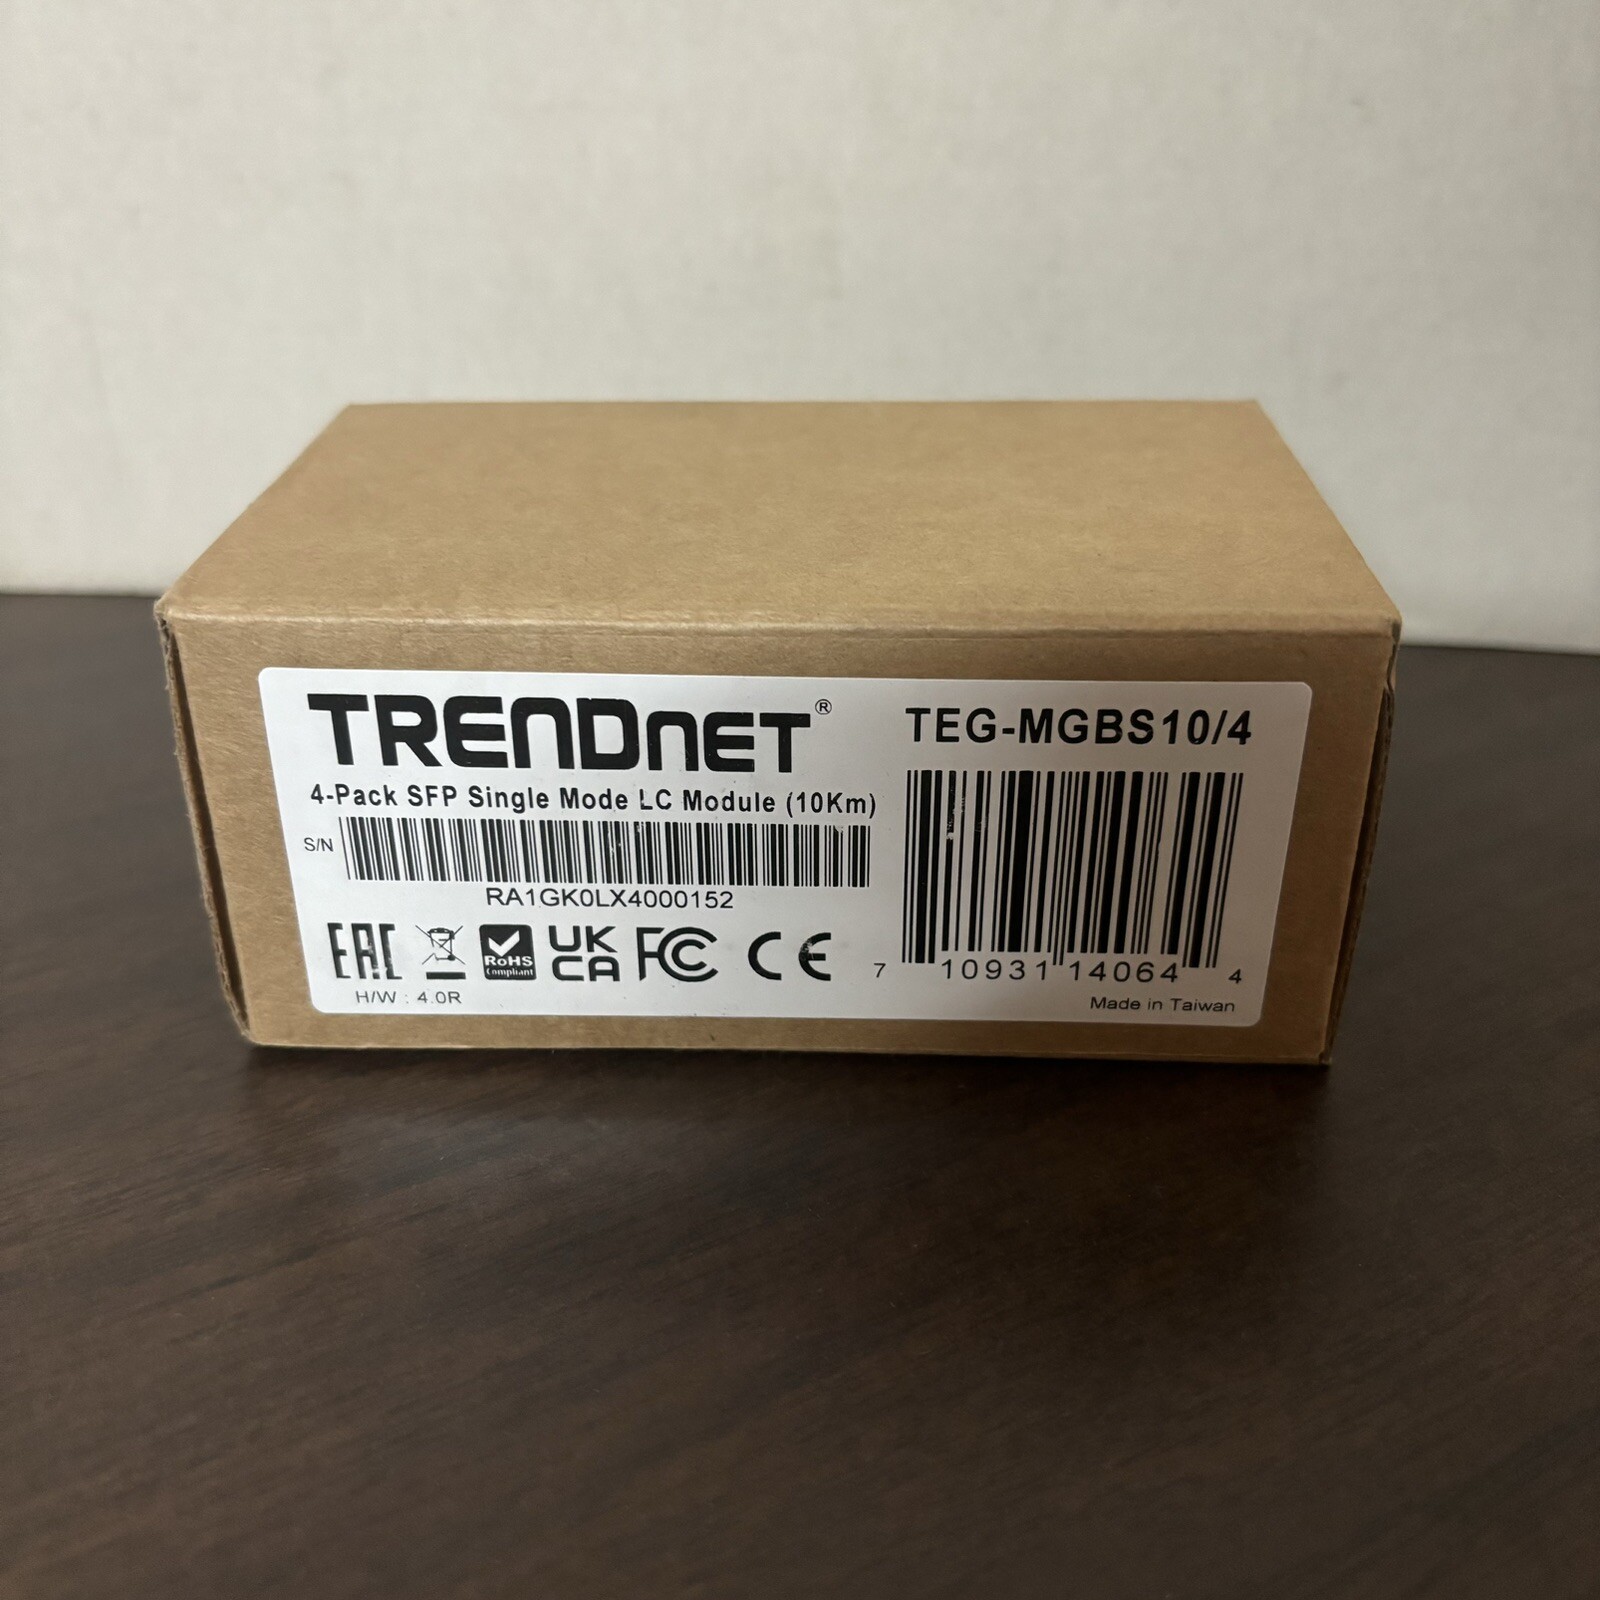 TRENDNET®
TEG-MGBS10/4
4-Pack SFP Single Mode LC Module (10Km)
S/N
RA1GK0LX4000152
EAC
RoHS
Compliant
UK
CA
FC
CE
7 10931 14064 4
H/W : 4.0R
Made in Taiwan